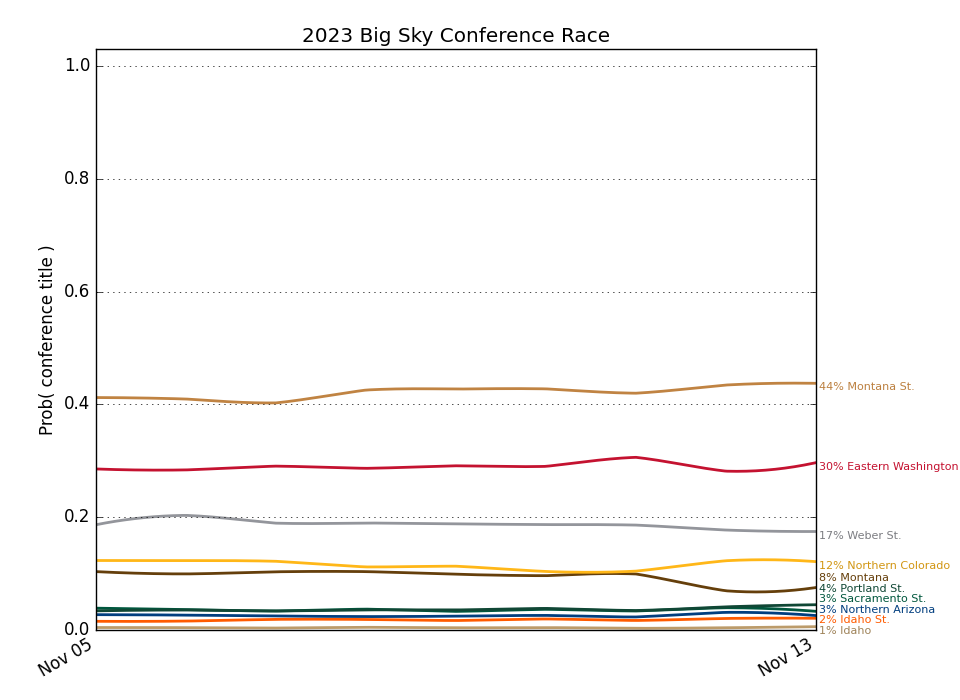 2023 Big Sky Conference Race
Prob( conference title )
1.0
0.8
0.6
0.4
0.2
0.0
Nov 05
Nov 13
44% Montana St.
30% Eastern Washington
17% Weber St.
12% Northern Colorado
8% Montana
4% Portland St.
3% Sacramento St.
3% Northern Arizona
2% Idaho St.
1% Idaho